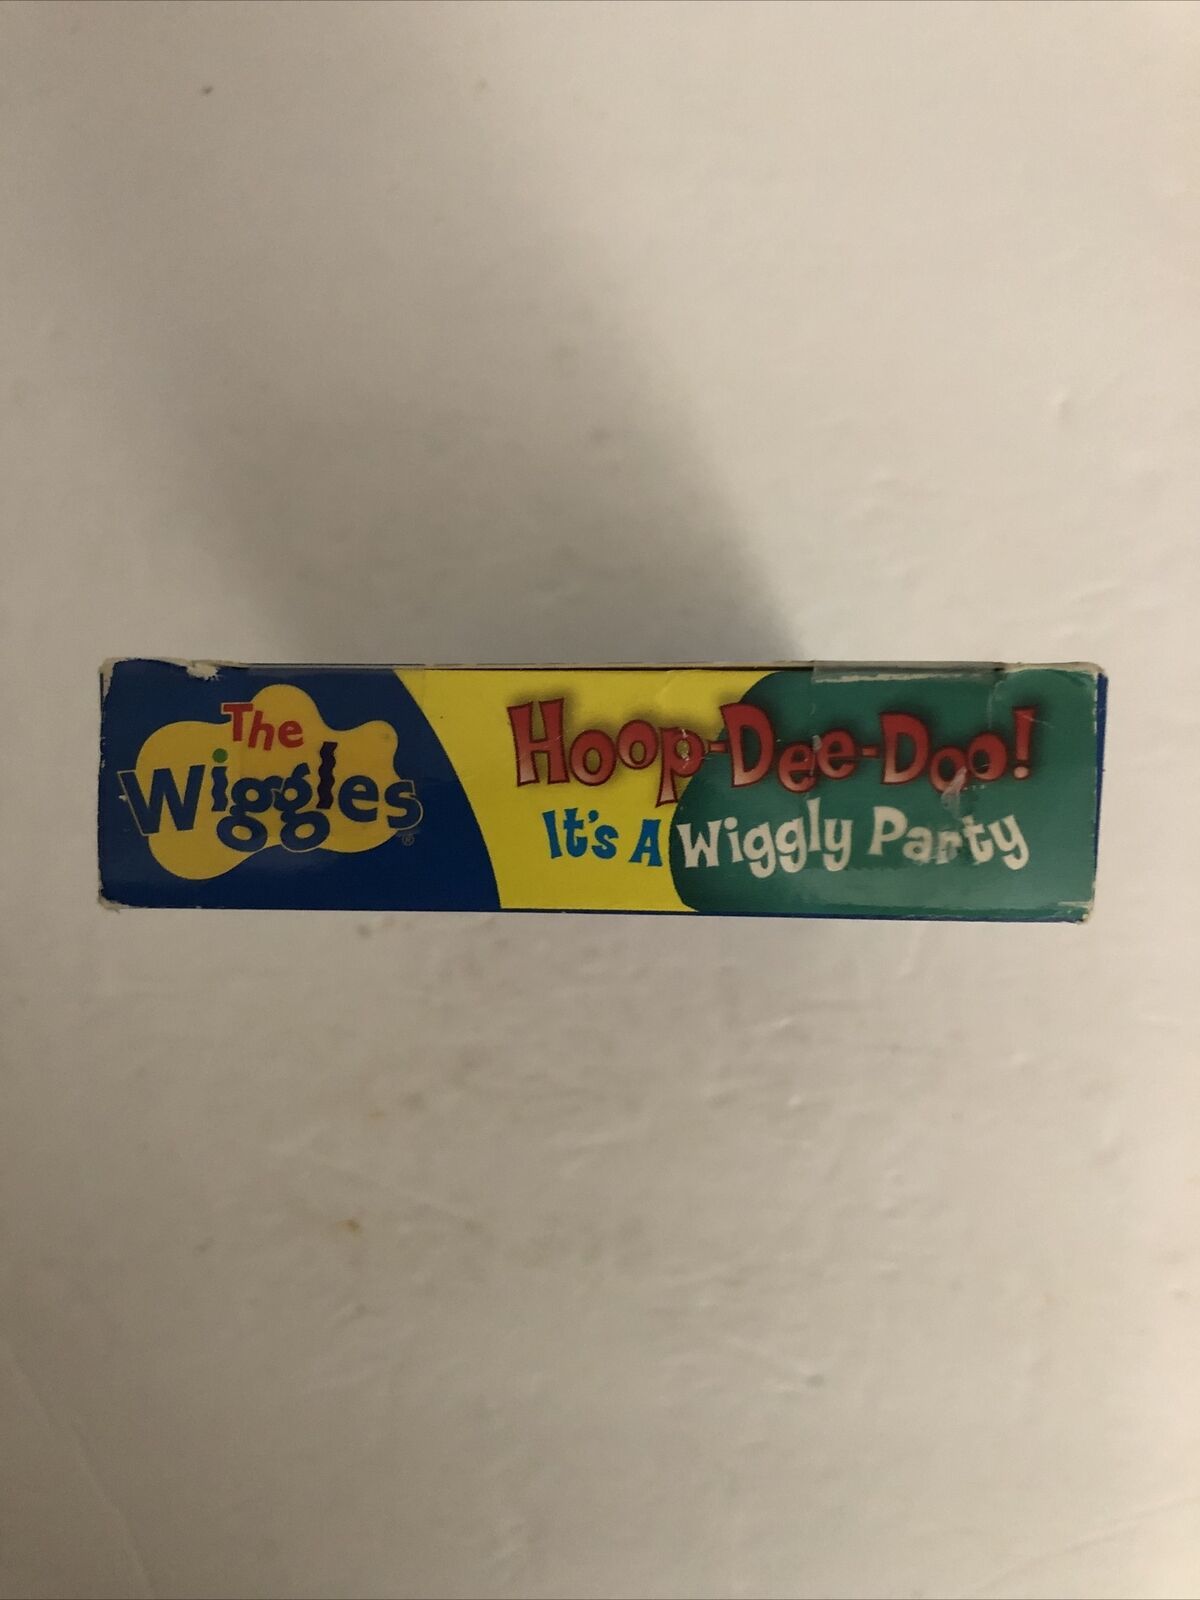 The
Wiggles®
Hoop-Dee-Doo!
It's A Wiggly Party